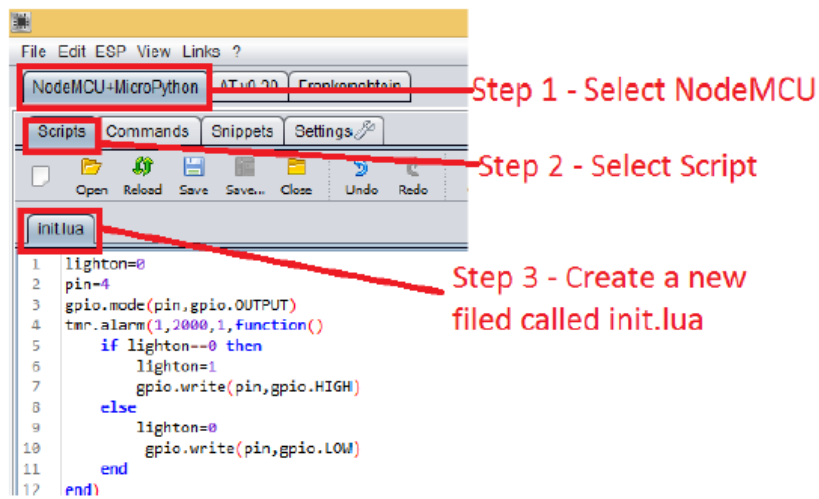 File Edit ESP View Links ?
NodeMCU+MicroPython AT v0.20 Frankenshtein
Step 1 - Select NodeMCU
Scripts Commands Snippets Settings
Step 2 - Select Script
Open Reload Save Save... Close Undo Redo
init.lua
Step 3 - Create a new
filed called init.lua
1 lighton=0
2 pin=4
3 gpio.mode(pin,gpio.OUTPUT)
4 tmr.alarm(1,2000,1,function()
5 if lighton==0 then
6 lighton=1
7 gpio.write(pin,gpio.HIGH)
8 else
9 lighton=0
10 gpio.write(pin,gpio.LOW)
11 end
12 end)